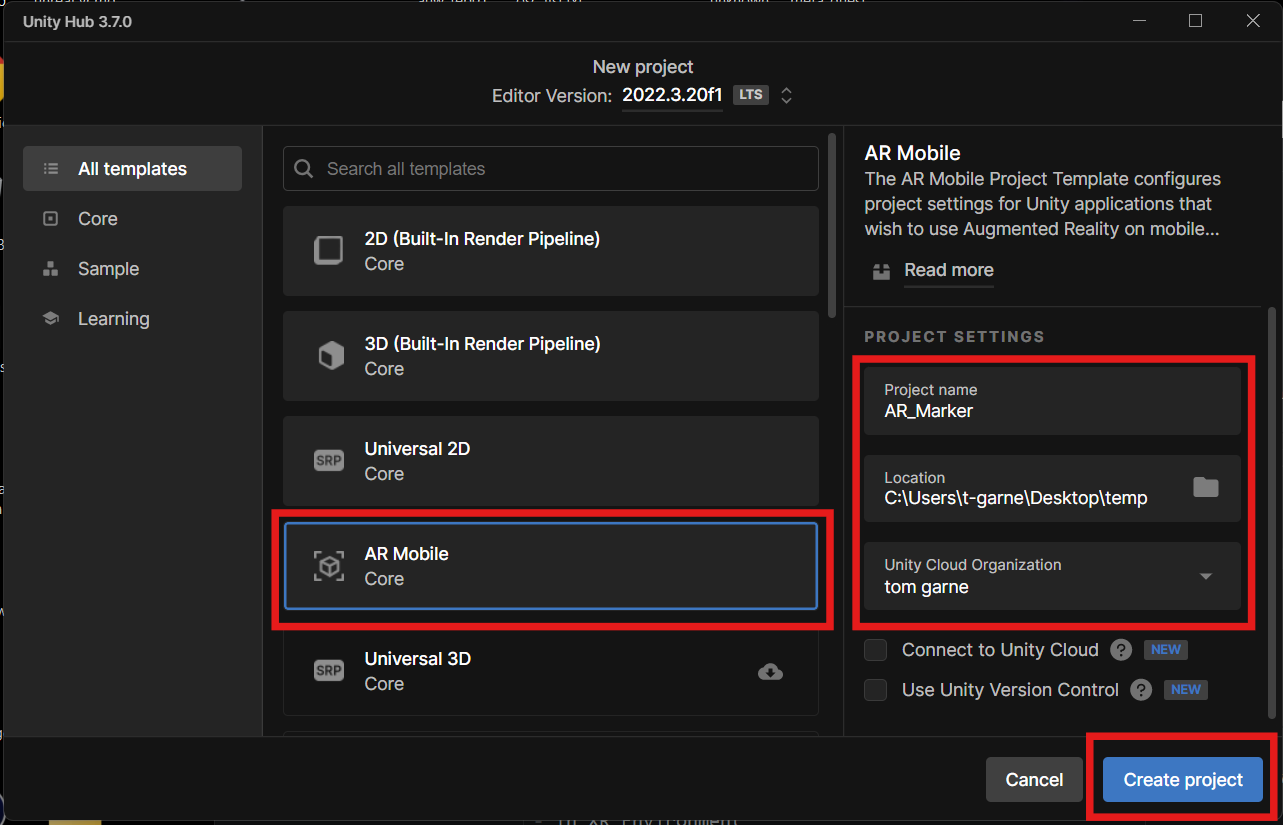 Unity Hub 3.7.0
New project
Editor Version: 2022.3.20f1 LTS
All templates
Core
Sample
Learning
Search all templates
2D (Built-In Render Pipeline)
Core
3D (Built-In Render Pipeline)
Core
SRP
Universal 2D
Core
AR Mobile
Core
SRP
Universal 3D
Core
AR Mobile
The AR Mobile Project Template configures
project settings for Unity applications that
wish to use Augmented Reality on mobile...
Read more
PROJECT SETTINGS
Project name
AR_Marker
Location
C:\Users\t-garne\Desktop\temp
Unity Cloud Organization
tom garne
Connect to Unity Cloud ? NEW
Use Unity Version Control ? NEW
Cancel
Create project